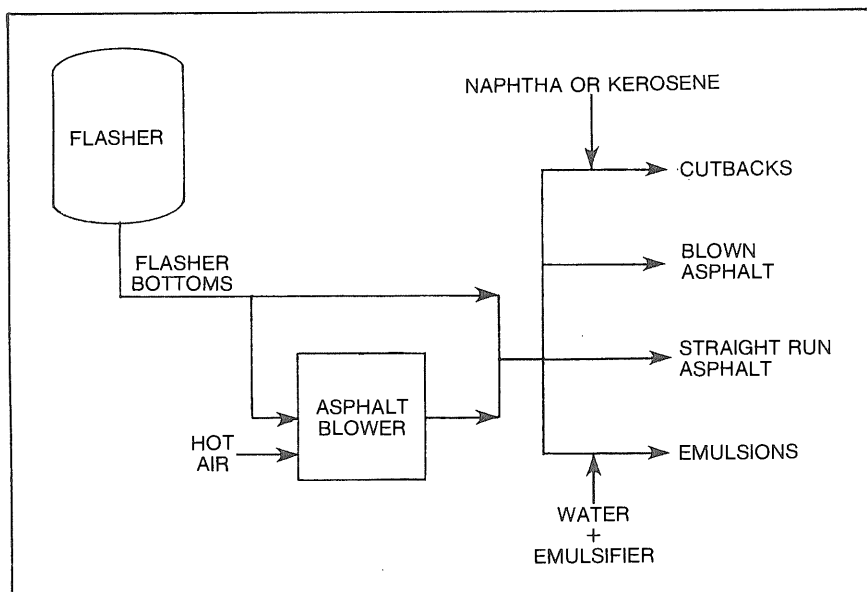 FLASHER
FLASHER
BOTTOMS
HOT
AIR
ASPHALT
BLOWER
NAPHTHA OR KEROSENE
CUTBACKS
BLOWN
ASPHALT
STRAIGHT RUN
ASPHALT
EMULSIONS
WATER
+
EMULSIFIER